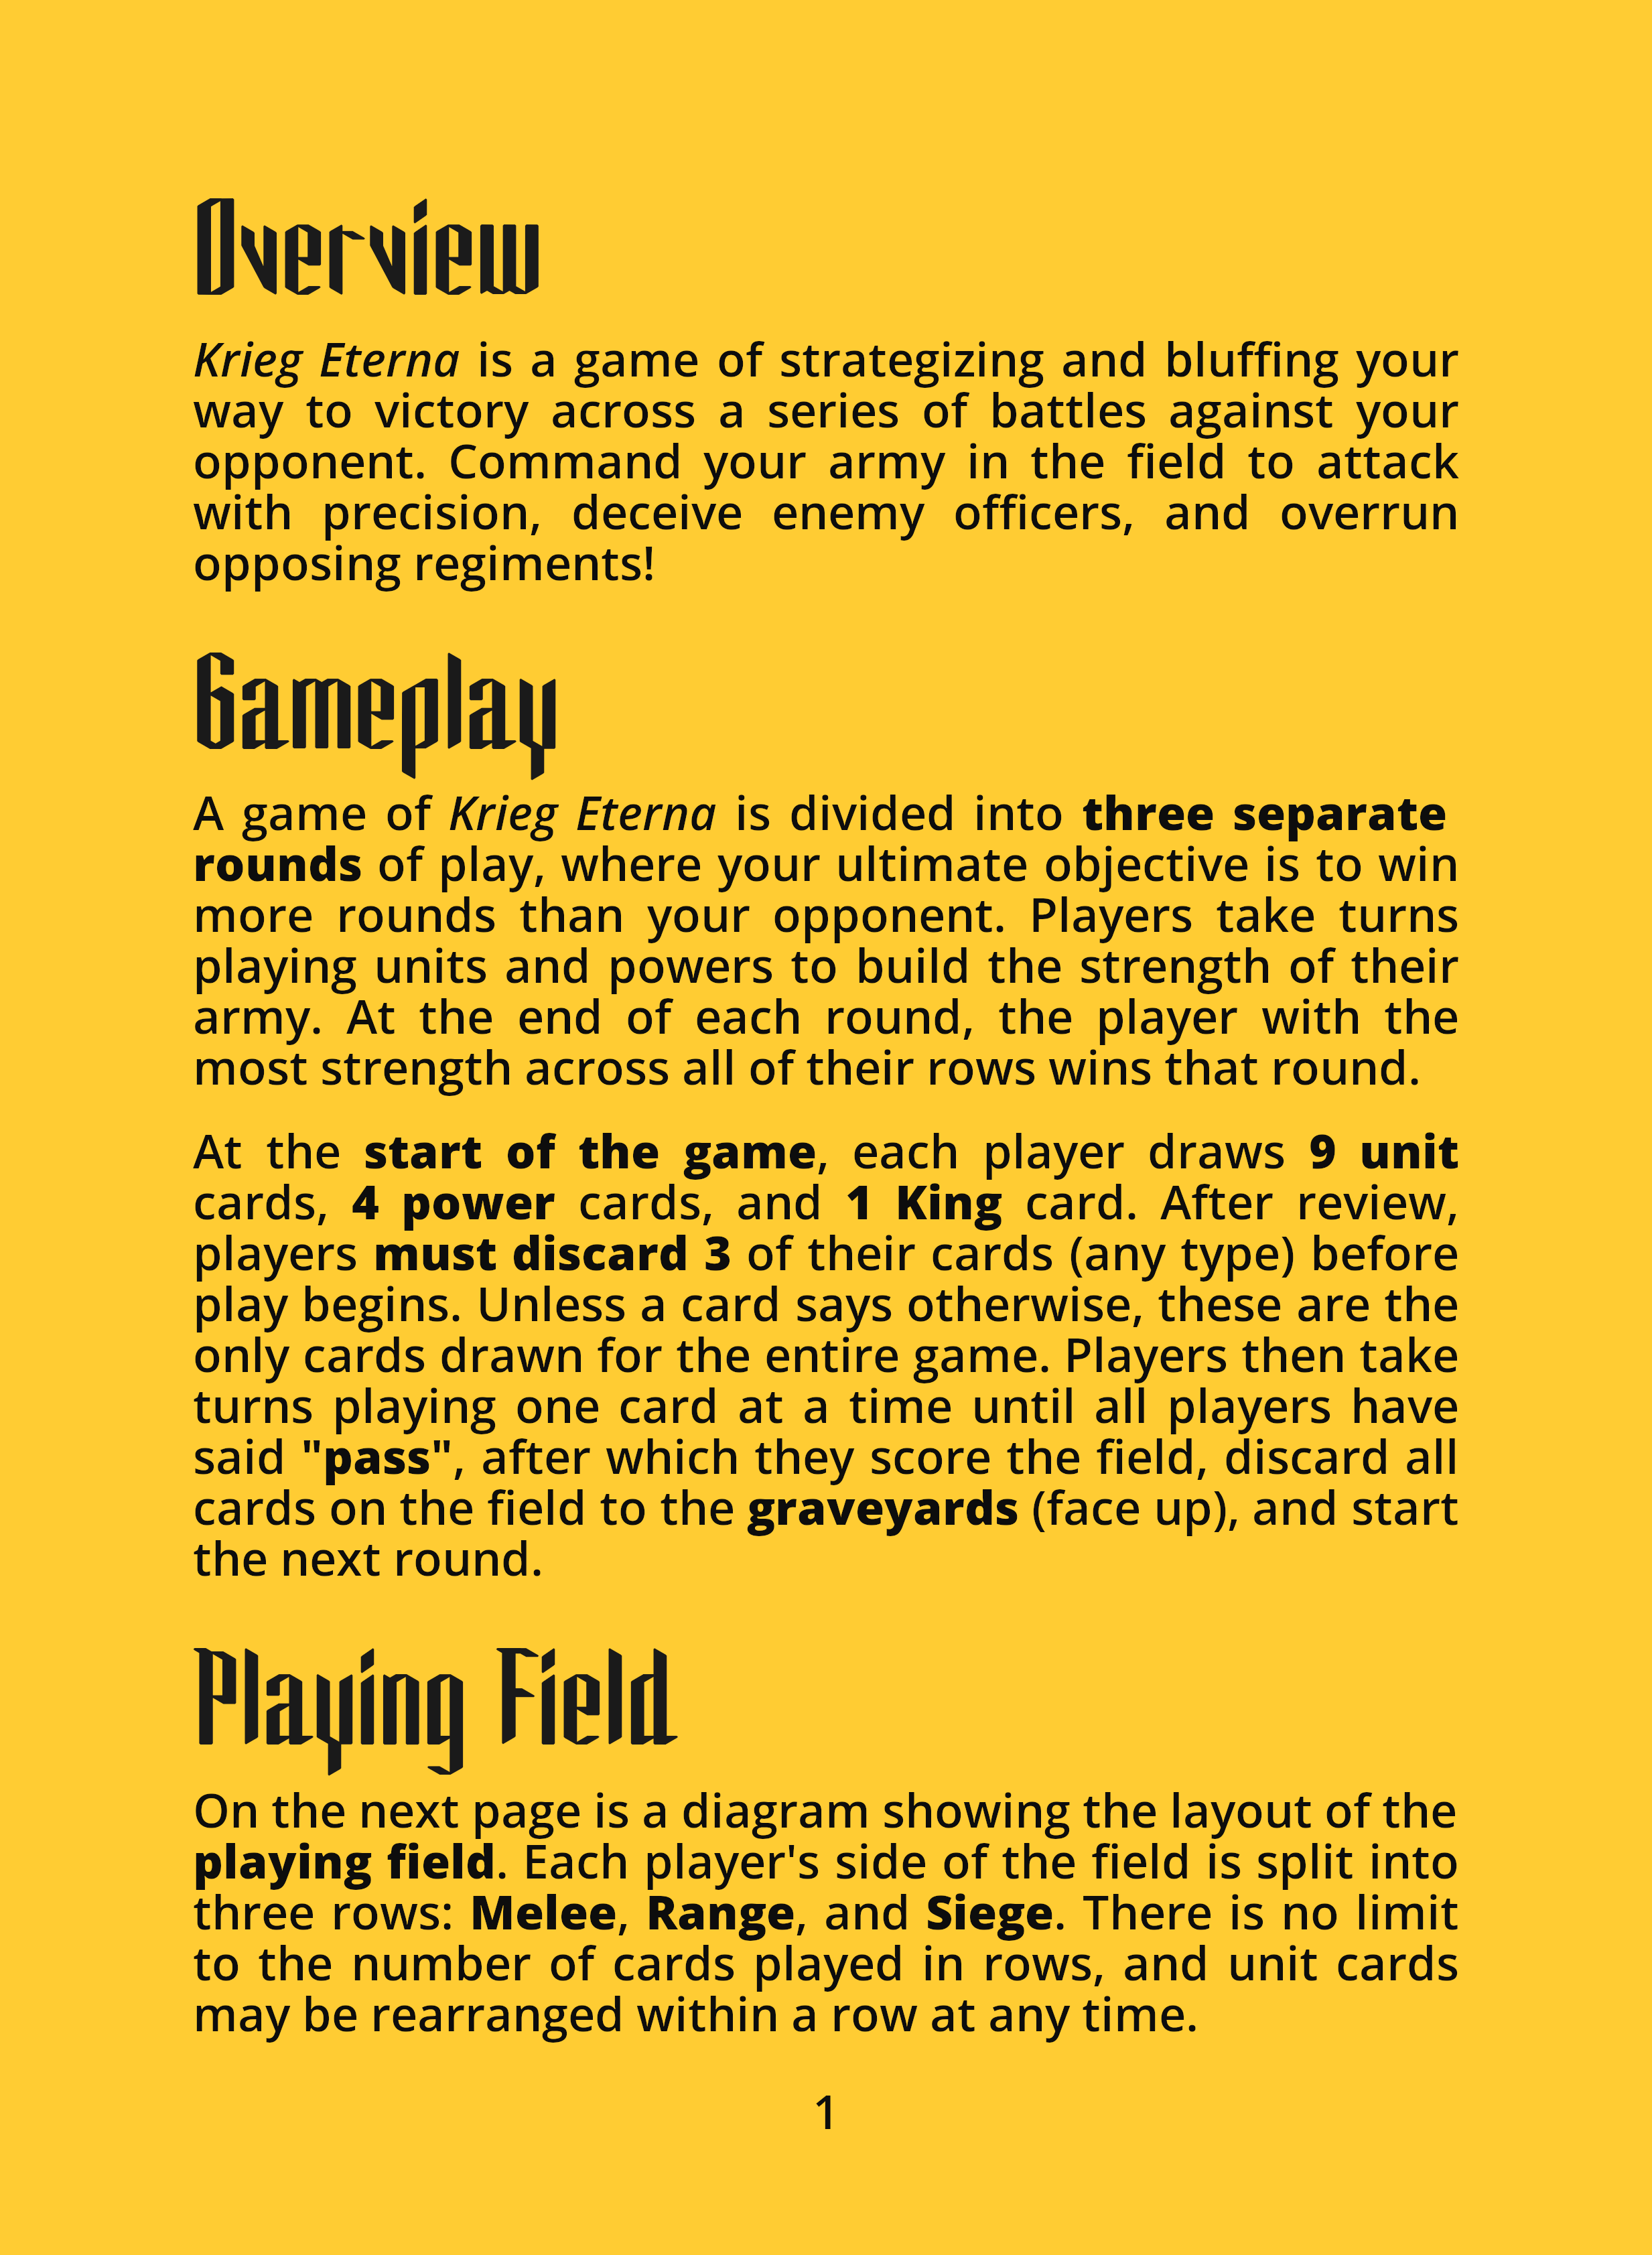 Overview
Krieg Eterna is a game of strategizing and bluffing your
way to victory across a series of battles against your
opponent. Command your army in the field to attack
with precision, deceive enemy officers, and overrun
opposing regiments!
Gameplay
A game of Krieg Eterna is divided into three separate
rounds of play, where your ultimate objective is to win
more rounds than your opponent. Players take turns
playing units and powers to build the strength of their
army. At the end of each round, the player with the
most strength across all of their rows wins that round.
At the start of the game, each player draws 9 unit
cards, 4 power cards, and 1 King card. After review,
players must discard 3 of their cards (any type) before
play begins. Unless a card says otherwise, these are the
only cards drawn for the entire game. Players then take
turns playing one card at a time until all players have
said "pass", after which they score the field, discard all
cards on the field to the graveyards (face up), and start
the next round.
Playing Field
On the next page is a diagram showing the layout of the
playing field. Each player's side of the field is split into
three rows: Melee, Range, and Siege. There is no limit
to the number of cards played in rows, and unit cards
may be rearranged within a row at any time.
1